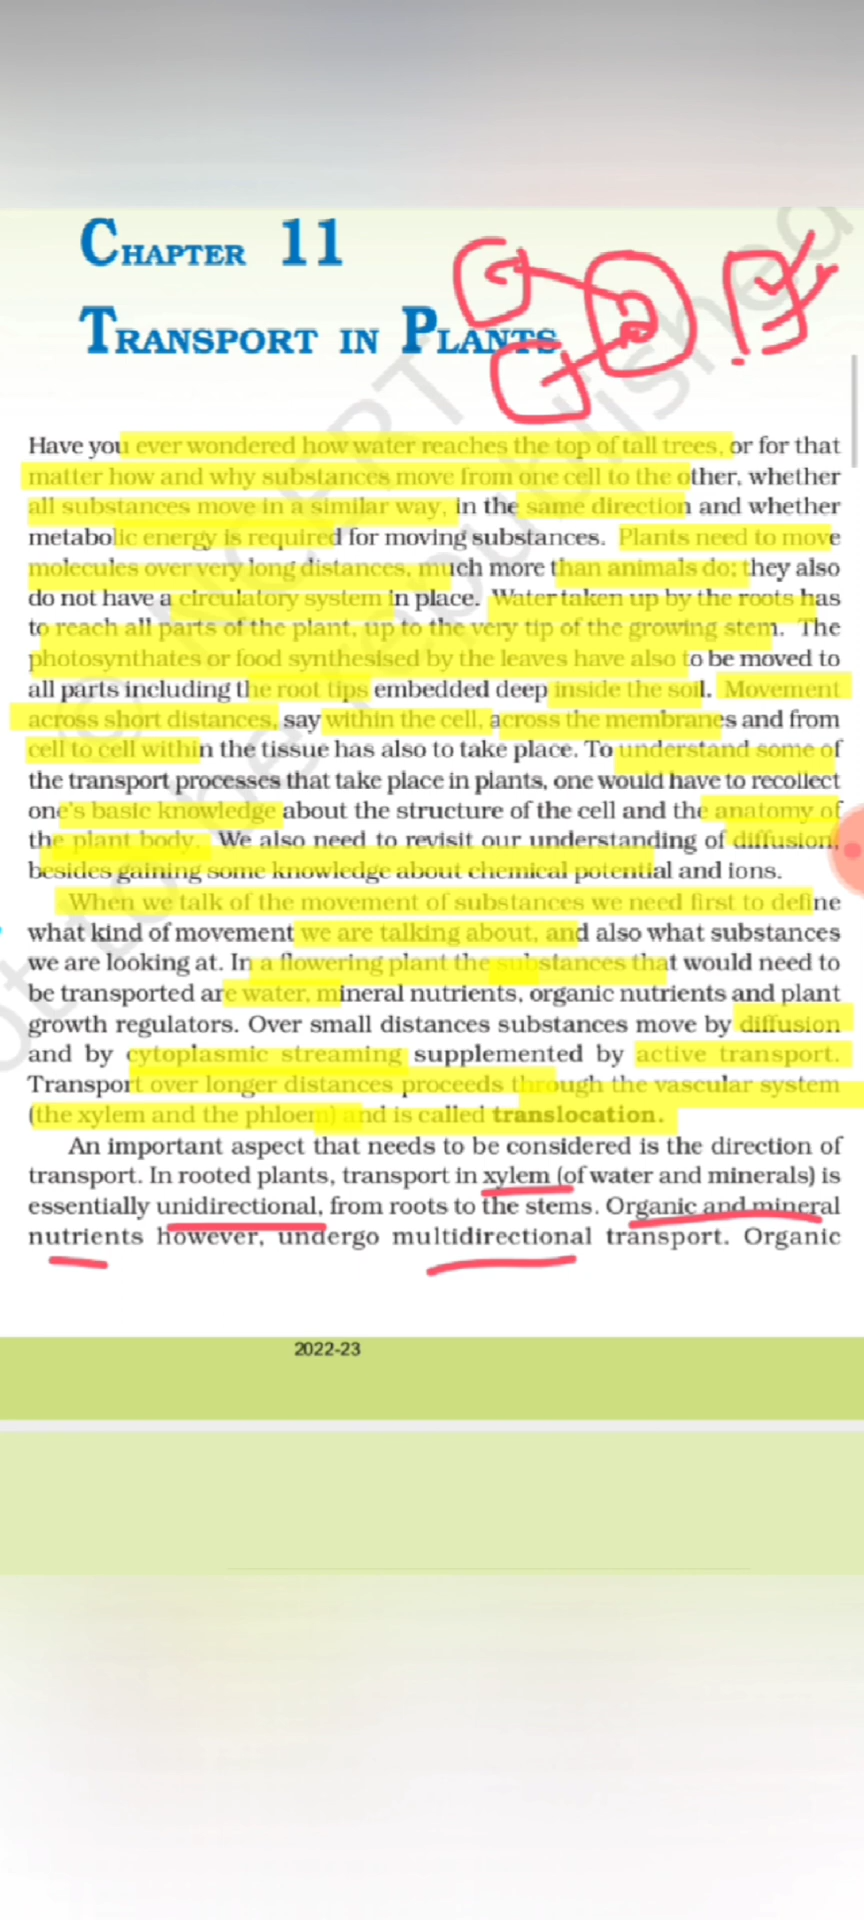 CHAPTER 11
TRANSPORT IN PLANTS
Have you ever wondered how water reaches the top of tall trees, or for that
matter how and why substances move from one cell to the other, whether
all substances move in a similar way, in the same direction and whether
metabolic energy is required for moving substances. Plants need to move
molecules over very long distances, much more than animals do; they also
do not have a circulatory system in place. Water taken up by the roots has
to reach all parts of the plant, up to the very tip of the growing stem. The
photosynthates or food synthesised by the leaves have also to be moved to
all parts including the root tips embedded deep inside the soil. Movement
across short distances, say within the cell, across the membranes and from
cell to cell within the tissue has also to take place. To understand some of
the transport processes that take place in plants, one would have to recollect
one's basic knowledge about the structure of the cell and the anatomy of
the plant body. We also need to revisit our understanding of diffusion,
besides gaining some knowledge about chemical potential and ions.
When we talk of the movement of substances we need first to define
what kind of movement we are talking about, and also what substances
we are looking at. In a flowering plant the substances that would need to
be transported are water, mineral nutrients, organic nutrients and plant
growth regulators. Over small distances substances move by diffusion
and by cytoplasmic streaming supplemented by active transport.
Transport over longer distances proceeds through the vascular system
(the xylem and the phloem) and is called translocation.
An important aspect that needs to be considered is the direction of
transport. In rooted plants, transport in xylem (of water and minerals) is
essentially unidirectional, from roots to the stems. Organic and mineral
nutrients however, undergo multidirectional transport. Organic
2022-23
© NCERT
not to be republished